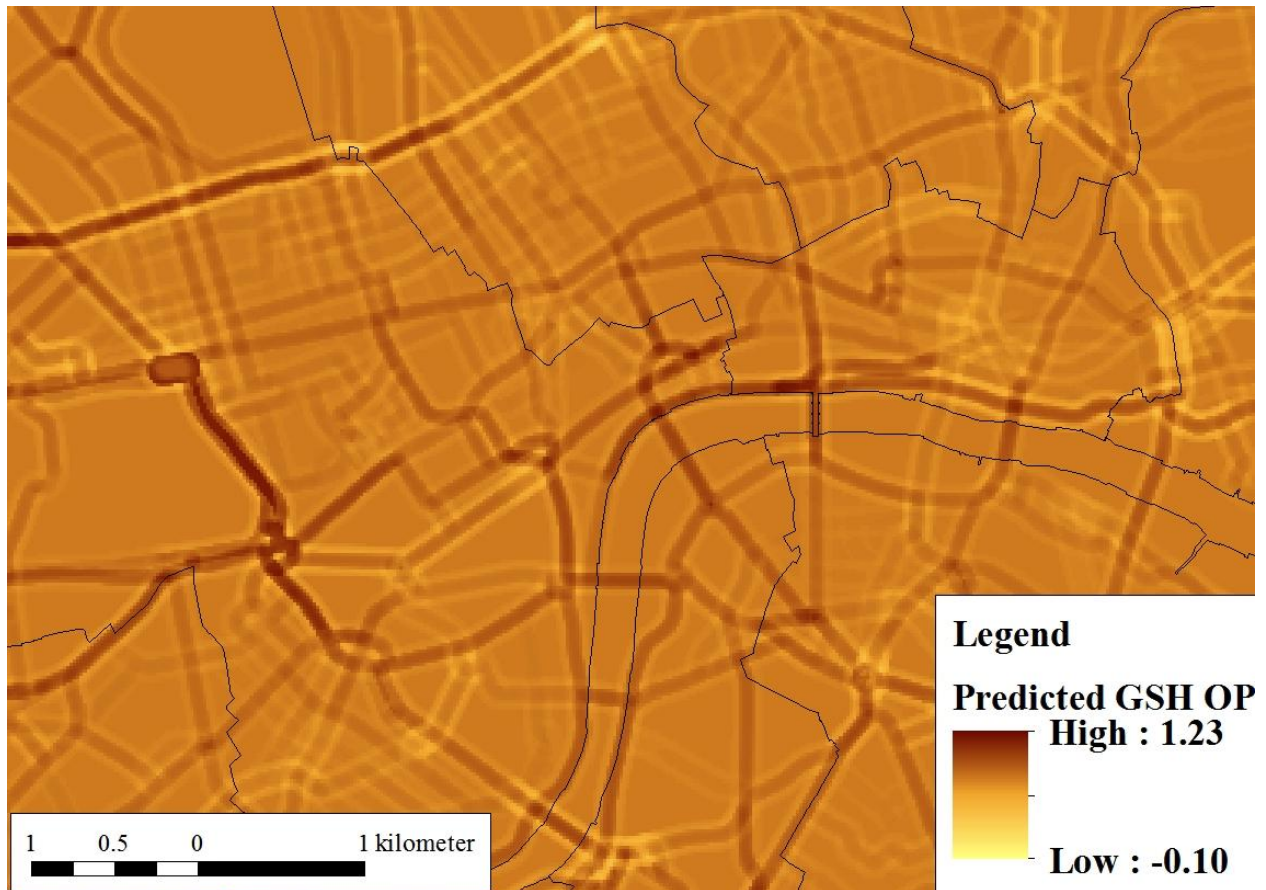 Legend
Predicted GSH OP
High : 1.23
Low : -0.10
1 0.5 0 1 kilometer